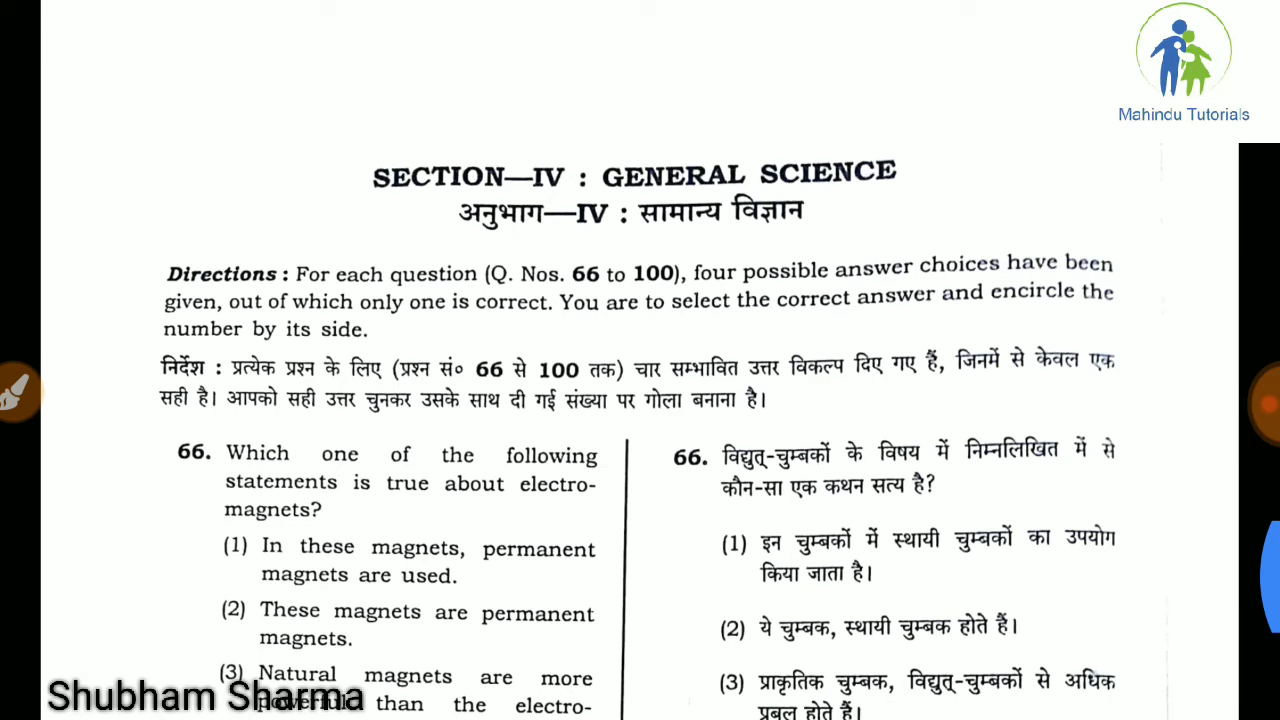 Mahindu Tutorials
SECTION—IV : GENERAL SCIENCE
अनुभाग—IV : सामान्य विज्ञान
Directions : For each question (Q. Nos. 66 to 100), four possible answer choices have been
given, out of which only one is correct. You are to select the correct answer and encircle the
number by its side.
निर्देश : प्रत्येक प्रश्न के लिए (प्रश्न सं० 66 से 100 तक) चार सम्भावित उत्तर विकल्प दिए गए हैं, जिनमें से केवल एक
सही है। आपको सही उत्तर चुनकर उसके साथ दी गई संख्या पर गोला बनाना है।
66. Which one of the following
statements is true about electro-
magnets?
(1) In these magnets, permanent
magnets are used.
(2) These magnets are permanent
magnets.
(3) Natural magnets are more
powerful than the electro-
66. विद्युत्-चुम्बकों के विषय में निम्नलिखित में से
कौन-सा एक कथन सत्य है?
(1) इन चुम्बकों में स्थायी चुम्बकों का उपयोग
किया जाता है।
(2) ये चुम्बक, स्थायी चुम्बक होते हैं।
(3) प्राकृतिक चुम्बक, विद्युत्-चुम्बकों से अधिक
प्रबल होते हैं।
Shubham Sharma